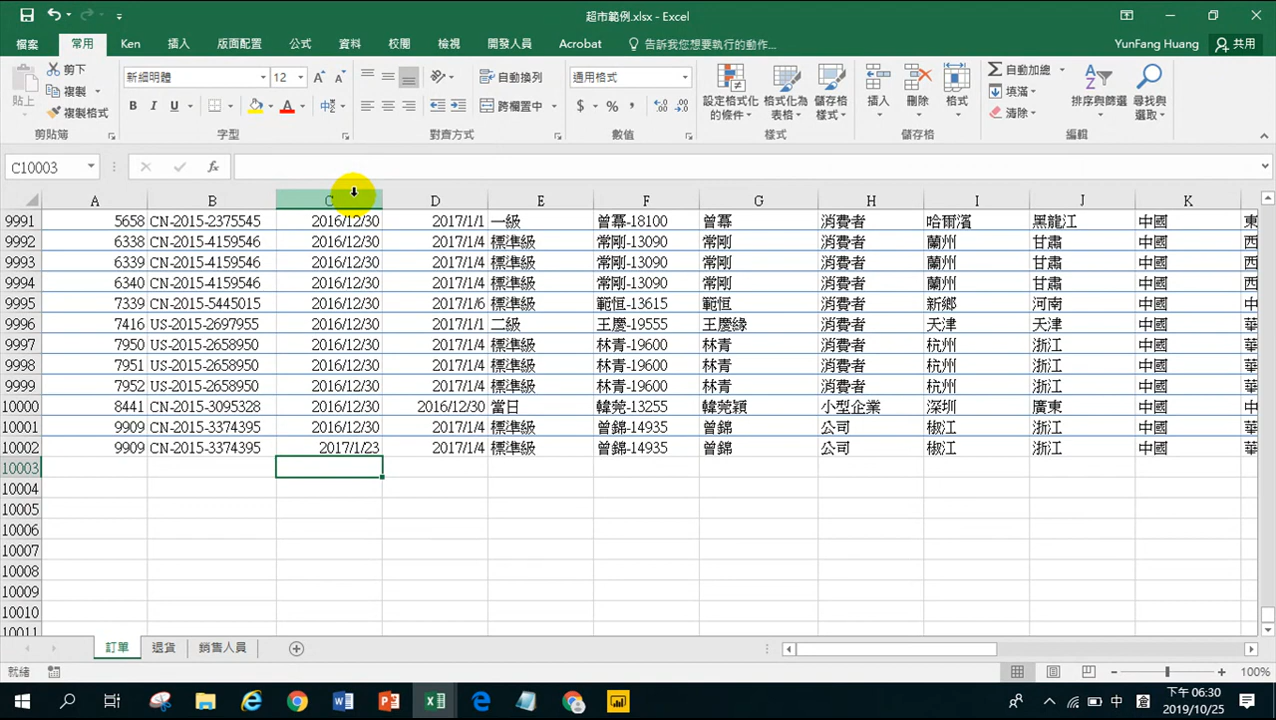 超市範例.xlsx - Excel
檔案 常用 Ken 插入 版面配置 公式 資料 校閱 檢視 開發人員 Acrobat 告訴我您想要執行的動作... YunFang Huang 共用
貼上 剪下 複製 複製格式 剪貼簿
新細明體 12 字型
自動換列 跨欄置中 對齊方式
通用格式 數值
設定格式化的條件 格式化為表格 儲存格樣式 樣式
插入 刪除 格式 儲存格
自動加總 填滿 清除 排序與篩選 尋找與選取 編輯
C10003
A B C D E F G H I J K
9991 5658 CN-2015-2375545 2016/12/30 2017/1/1 一級 曾冪-18100 曾冪 消費者 哈爾濱 黑龍江 中國 東
9992 6338 CN-2015-4159546 2016/12/30 2017/1/4 標準級 常剛-13090 常剛 消費者 蘭州 甘肅 中國 西
9993 6339 CN-2015-4159546 2016/12/30 2017/1/4 標準級 常剛-13090 常剛 消費者 蘭州 甘肅 中國 西
9994 6340 CN-2015-4159546 2016/12/30 2017/1/4 標準級 常剛-13090 常剛 消費者 蘭州 甘肅 中國 西
9995 7339 CN-2015-5445015 2016/12/30 2017/1/6 標準級 範恒-13615 範恒 消費者 新鄉 河南 中國 中
9996 7416 US-2015-2697955 2016/12/30 2017/1/1 二級 王慶-19555 王慶緣 消費者 天津 天津 中國 華
9997 7950 US-2015-2658950 2016/12/30 2017/1/4 標準級 林青-19600 林青 消費者 杭州 浙江 中國 華
9998 7951 US-2015-2658950 2016/12/30 2017/1/4 標準級 林青-19600 林青 消費者 杭州 浙江 中國 華
9999 7952 US-2015-2658950 2016/12/30 2017/1/4 標準級 林青-19600 林青 消費者 杭州 浙江 中國 華
10000 8441 CN-2015-3095328 2016/12/30 2016/12/30 當日 韓莞-13255 韓莞穎 小型企業 深圳 廣東 中國 中
10001 9909 CN-2015-3374395 2016/12/30 2017/1/4 標準級 曾錦-14935 曾錦 公司 椒江 浙江 中國 華
10002 9909 CN-2015-3374395 2017/1/23 2017/1/4 標準級 曾錦-14935 曾錦 公司 椒江 浙江 中國 華
10003
10004
10005
10006
10007
10008
10009
10010
10011
訂單 退貨 銷售人員
就緒 100%
中 下午 06:30
2019/10/25